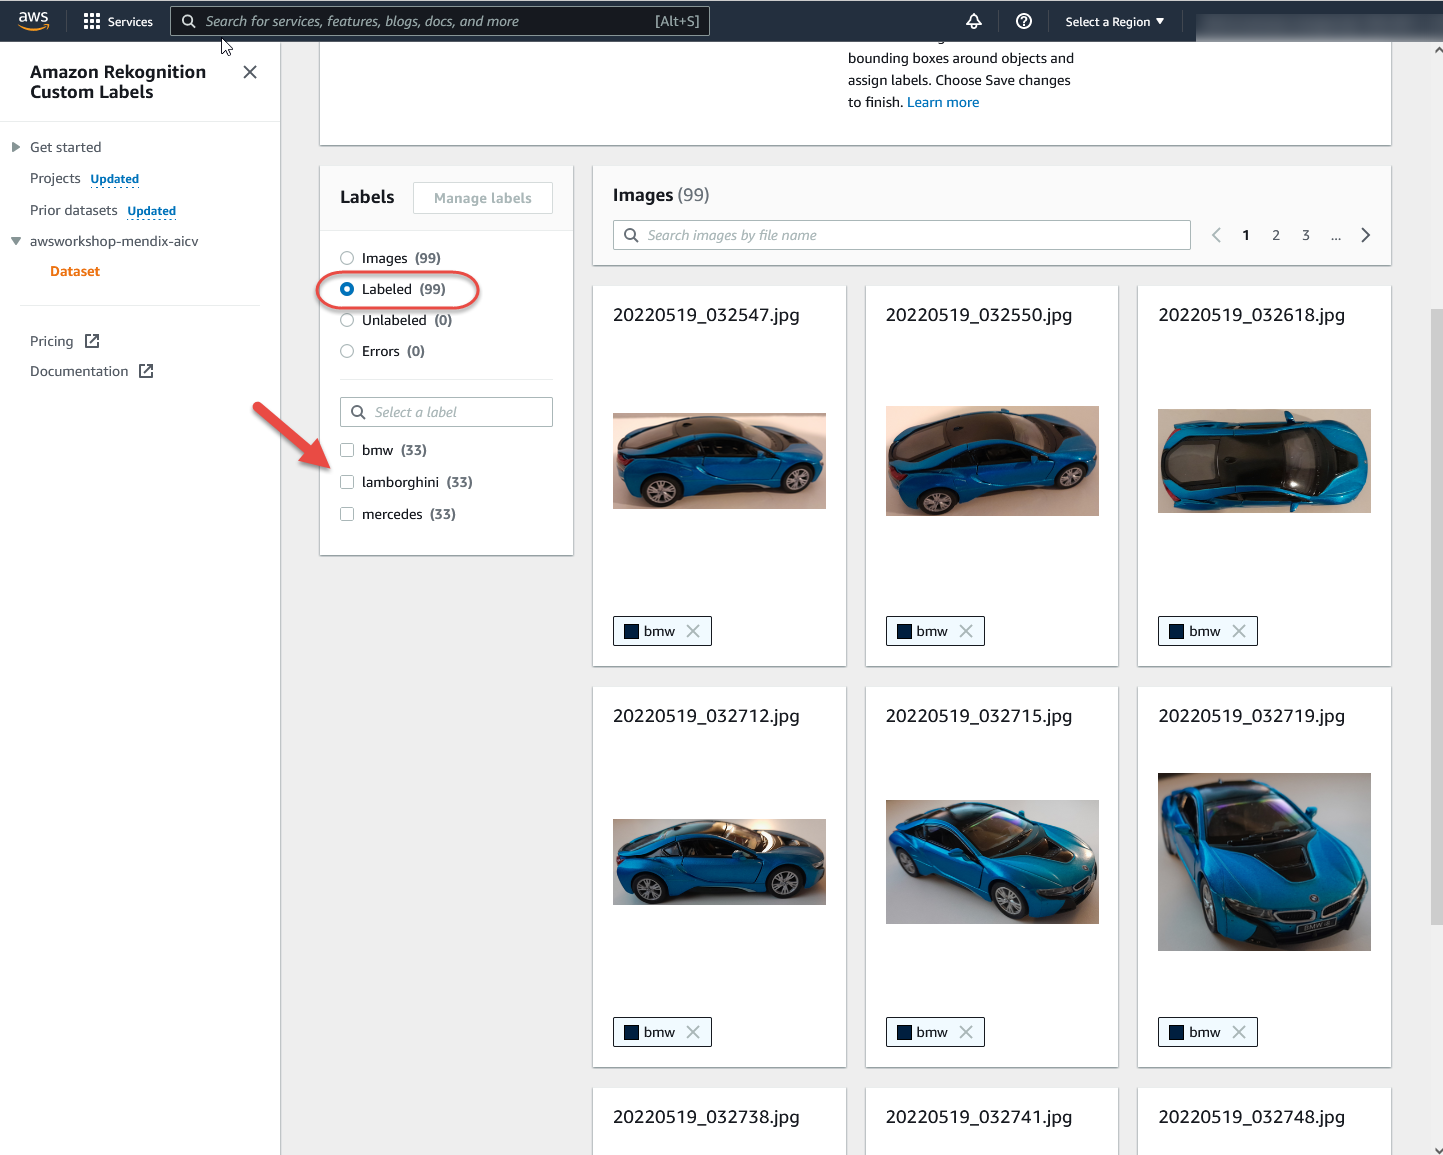 aws
Services
Search for services, features, blogs, docs, and more
[Alt+S]
Select a Region
Amazon Rekognition
Custom Labels
Get started
Projects Updated
Prior datasets Updated
awsworkshop-mendix-aicv
Dataset
Pricing
Documentation
bounding boxes around objects and
assign labels. Choose Save changes
to finish. Learn more
Labels
Manage labels
Images (99)
Labeled (99)
Unlabeled (0)
Errors (0)
Select a label
bmw (33)
lamborghini (33)
mercedes (33)
Images (99)
Search images by file name
1 2 3 ...
20220519_032547.jpg
20220519_032550.jpg
20220519_032618.jpg
bmw
bmw
bmw
20220519_032712.jpg
20220519_032715.jpg
20220519_032719.jpg
bmw
bmw
bmw
20220519_032738.jpg
20220519_032741.jpg
20220519_032748.jpg